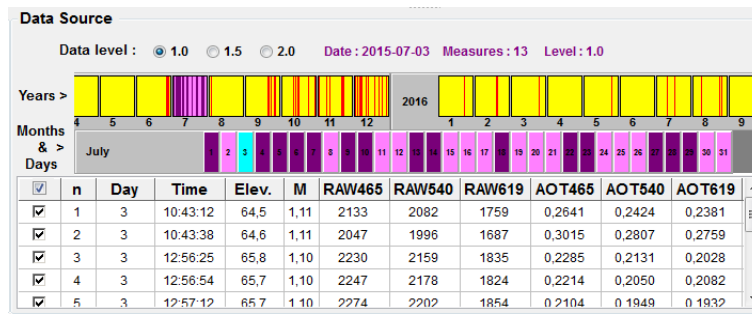 Data Source
Data level : 1.0 1.5 2.0 Date : 2015-07-03 Measures : 13 Level : 1.0
Years > 2016
4 5 6 7 8 9 10 11 12 1 2 3 4 5 6 7 8 9
Months
& >
Days
July 1 2 3 4 5 6 7 8 9 10 11 12 13 14 15 16 17 18 19 20 21 22 23 24 25 26 27 28 29 30 31
n Day Time Elev. M RAW465 RAW540 RAW619 AOT465 AOT540 AOT619
1 3 10:43:12 64,5 1,11 2133 2082 1759 0,2641 0,2424 0,2381
2 3 10:43:38 64,6 1,11 2047 1996 1687 0,3015 0,2807 0,2759
3 3 12:56:25 65,8 1,10 2230 2159 1835 0,2285 0,2131 0,2028
4 3 12:56:54 65,7 1,10 2247 2178 1824 0,2214 0,2050 0,2082
5 3 12:57:12 65,7 1,10 2274 2202 1854 0,2104 0,1949 0,1932